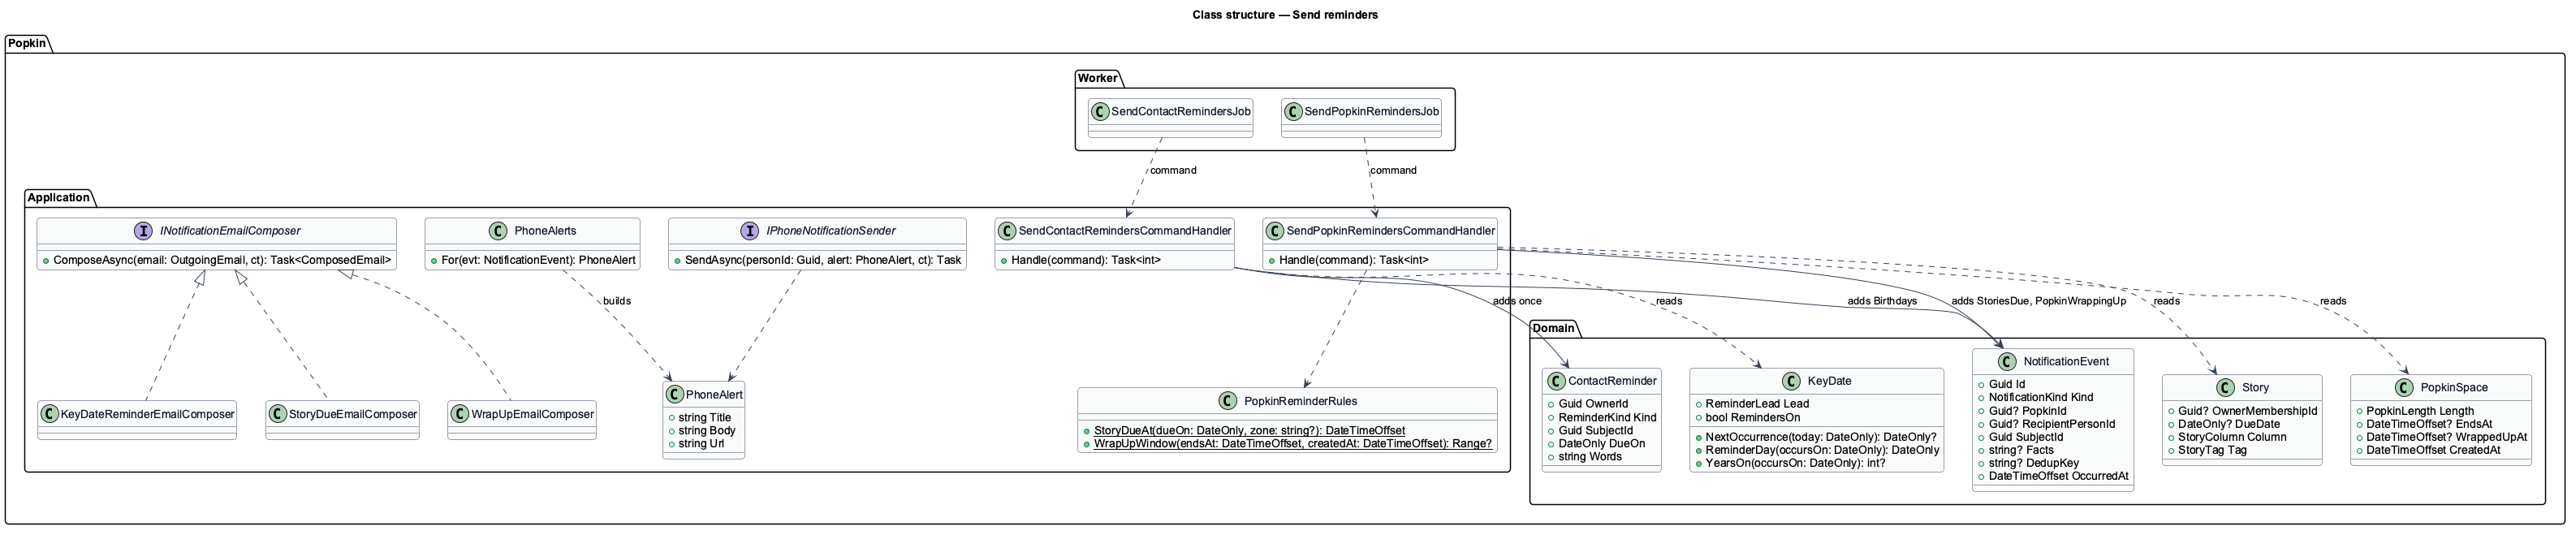 Class structure — Send reminders
Popkin
Worker
C SendContactRemindersJob
C SendPopkinRemindersJob
command
command
Application
I INotificationEmailComposer
ComposeAsync(email: OutgoingEmail, ct): Task<ComposedEmail>
C PhoneAlerts
For(evt: NotificationEvent): PhoneAlert
I IPhoneNotificationSender
SendAsync(personId: Guid, alert: PhoneAlert, ct): Task
C SendContactRemindersCommandHandler
Handle(command): Task<int>
C SendPopkinRemindersCommandHandler
Handle(command): Task<int>
builds
adds once
reads
adds Birthdays
adds StoriesDue, PopkinWrappingUp
reads
reads
C KeyDateReminderEmailComposer
C StoryDueEmailComposer
C WrapUpEmailComposer
C PhoneAlert
string Title
string Body
string Url
C PopkinReminderRules
StoryDueAt(dueOn: DateOnly, zone: string?): DateTimeOffset
WrapUpWindow(endsAt: DateTimeOffset, createdAt: DateTimeOffset): Range?
Domain
C ContactReminder
Guid OwnerId
ReminderKind Kind
Guid SubjectId
DateOnly DueOn
string Words
C KeyDate
ReminderLead Lead
bool RemindersOn
NextOccurrence(today: DateOnly): DateOnly?
ReminderDay(occursOn: DateOnly): DateOnly
YearsOn(occursOn: DateOnly): int?
C NotificationEvent
Guid Id
NotificationKind Kind
Guid? PopkinId
Guid? RecipientPersonId
Guid SubjectId
string? Facts
string? DedupKey
DateTimeOffset OccurredAt
C Story
Guid? OwnerMembershipId
DateOnly? DueDate
StoryColumn Column
StoryTag Tag
C PopkinSpace
PopkinLength Length
DateTimeOffset? EndsAt
DateTimeOffset? WrappedUpAt
DateTimeOffset CreatedAt